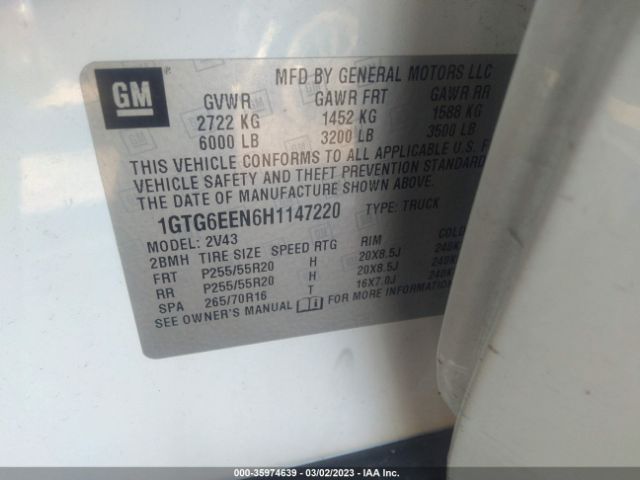 GM
MFD BY GENERAL MOTORS LLC
GVWR GAWR FRT GAWR RR
2722 KG 1452 KG 1588 KG
6000 LB 3200 LB 3500 LB
THIS VEHICLE CONFORMS TO ALL APPLICABLE U.S. F
VEHICLE SAFETY AND THEFT PREVENTION STANDARD
THE DATE OF MANUFACTURE SHOWN ABOVE.
1GTG6EEN6H1147220 TYPE: TRUCK
MODEL: 2V43
2BMH TIRE SIZE SPEED RTG RIM COLD
FRT P255/55R20 H 20X8.5J 240K
RR P255/55R20 H 20X8.5J 240K
SPA 265/70R16 T 16X7.0J 240K
SEE OWNER'S MANUAL FOR MORE INFORMATION
000-35974639 - 03/02/2023 - IAA Inc.